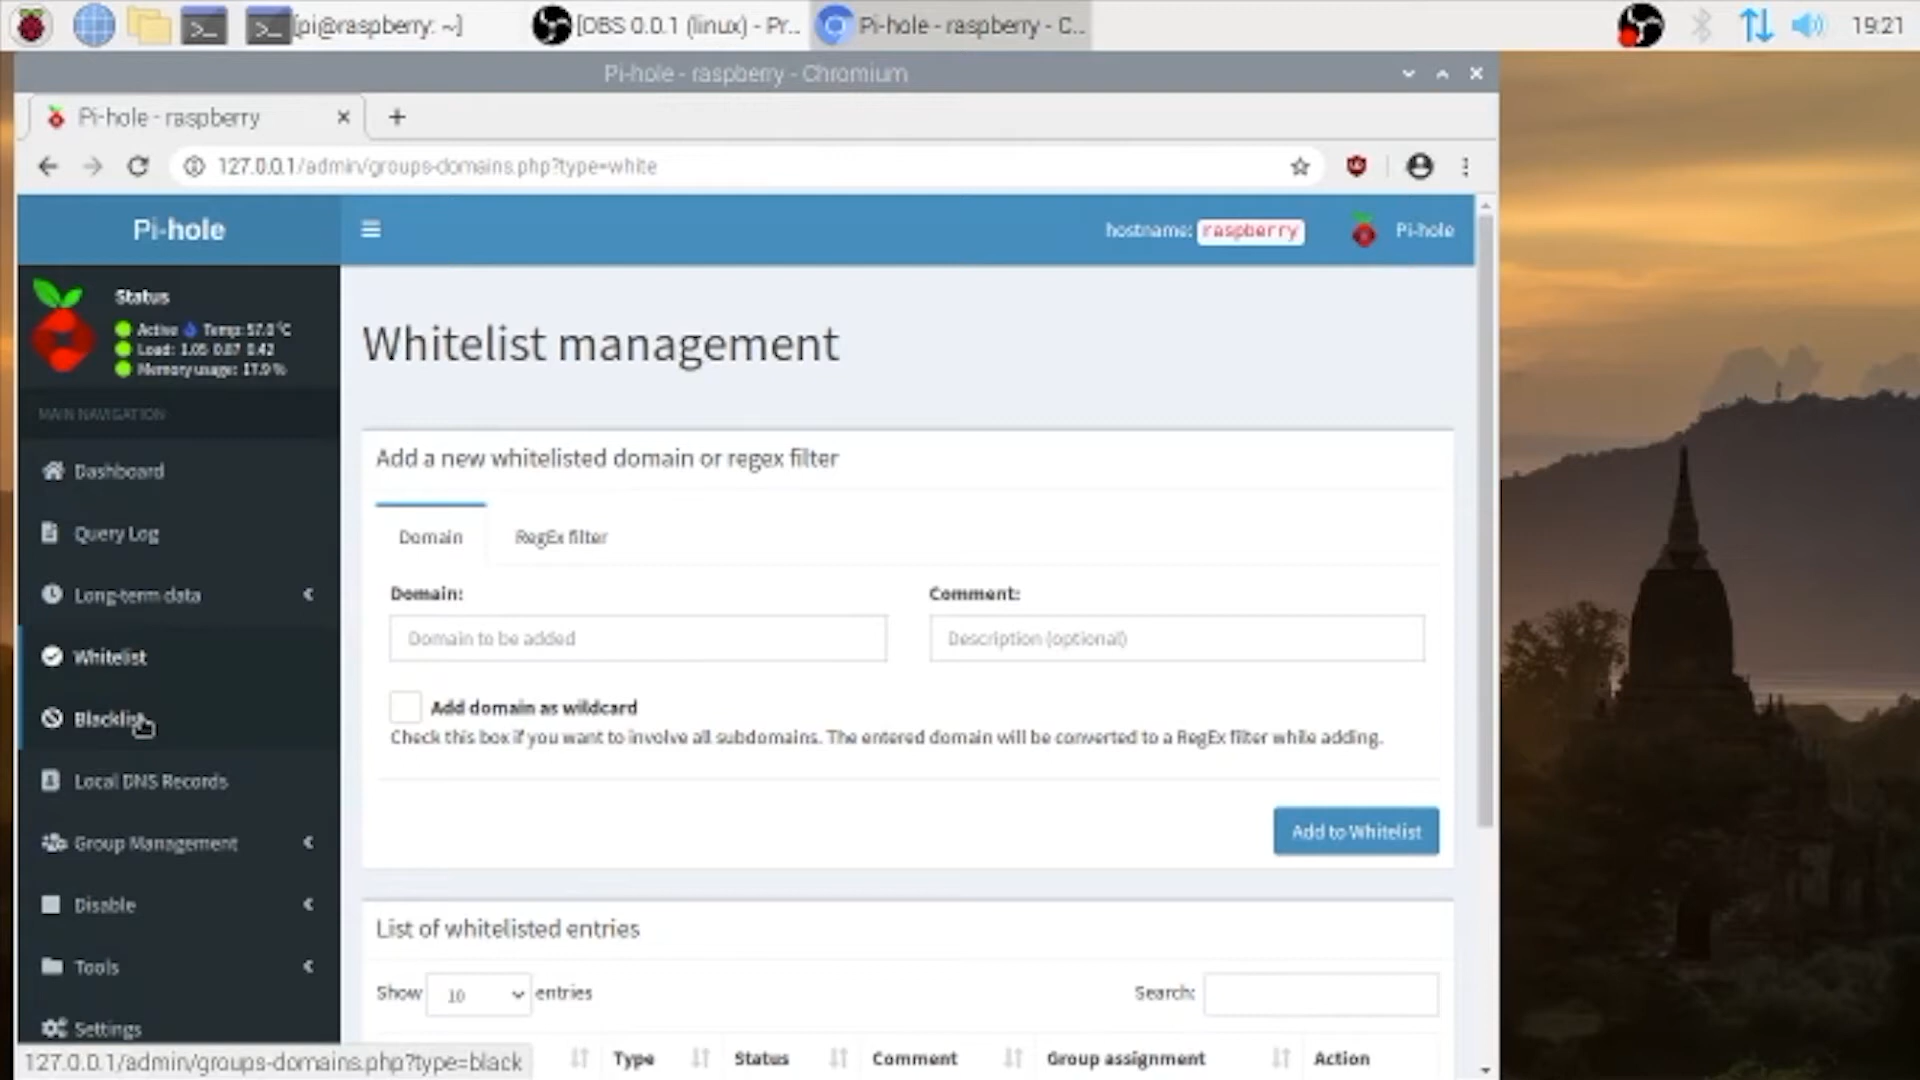 [pi@raspberry: ~]
[OBS 0.0.1 (linux) - Pr...
Pi-hole - raspberry - C...
19:21
Pi-hole - raspberry - Chromium
Pi-hole - raspberry
127.0.0.1/admin/groups-domains.php?type=white
Pi-hole
hostname: raspberry
Pi-hole
Status
Active Temp: 57.0 °C
Load: 1.05 0.87 0.42
Memory usage: 17.9 %
MAIN NAVIGATION
Dashboard
Query Log
Long-term data
Whitelist
Blacklist
Local DNS Records
Group Management
Disable
Tools
Settings
127.0.0.1/admin/groups-domains.php?type=black
Whitelist management
Add a new whitelisted domain or regex filter
Domain RegEx filter
Domain: Comment:
Domain to be added Description (optional)
Add domain as wildcard
Check this box if you want to involve all subdomains. The entered domain will be converted to a RegEx filter while adding.
Add to Whitelist
List of whitelisted entries
Show 10 entries Search:
Type Status Comment Group assignment Action